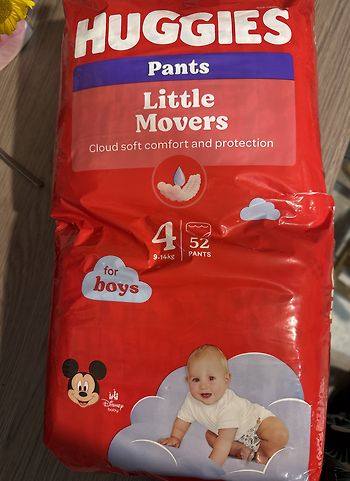 HUGGIES
Pants
Little
Movers
Cloud soft comfort and protection
4
9-14kg
52
PANTS
for
boys
Disney
baby